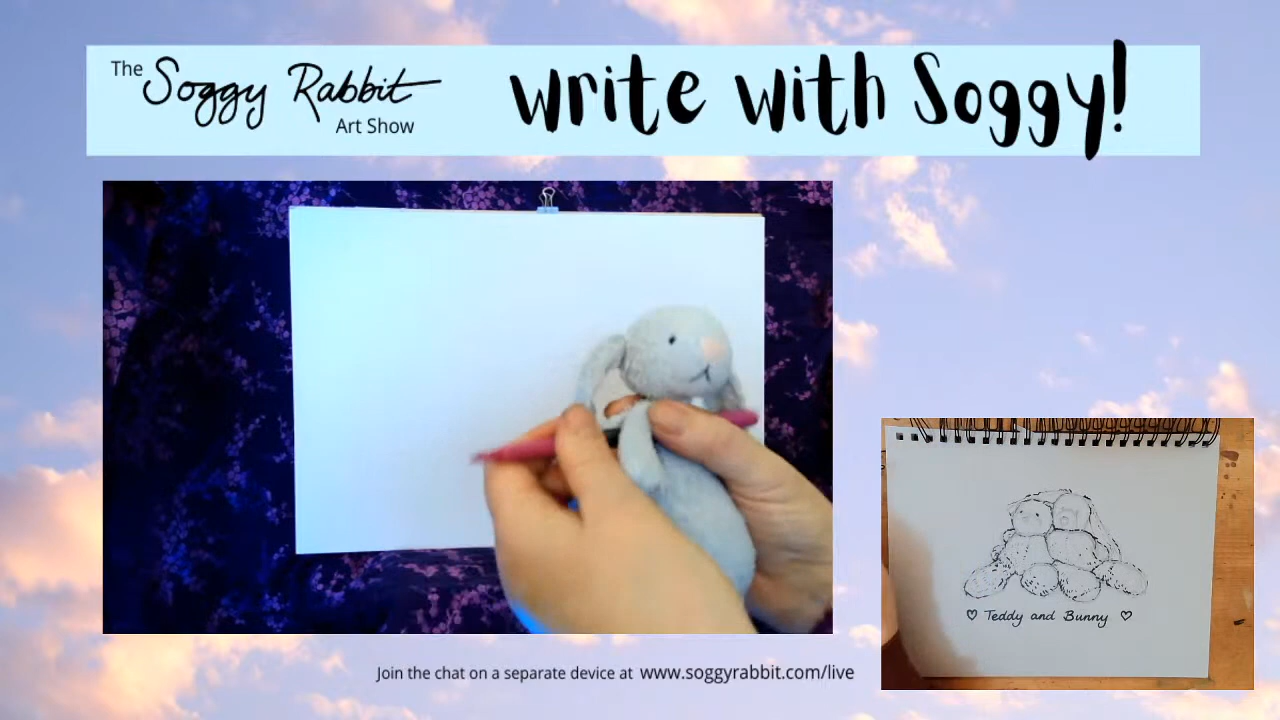 The Soggy Rabbit
Art Show
write with Soggy!
♡ Teddy and Bunny ♡
Join the chat on a separate device at www.soggyrabbit.com/live